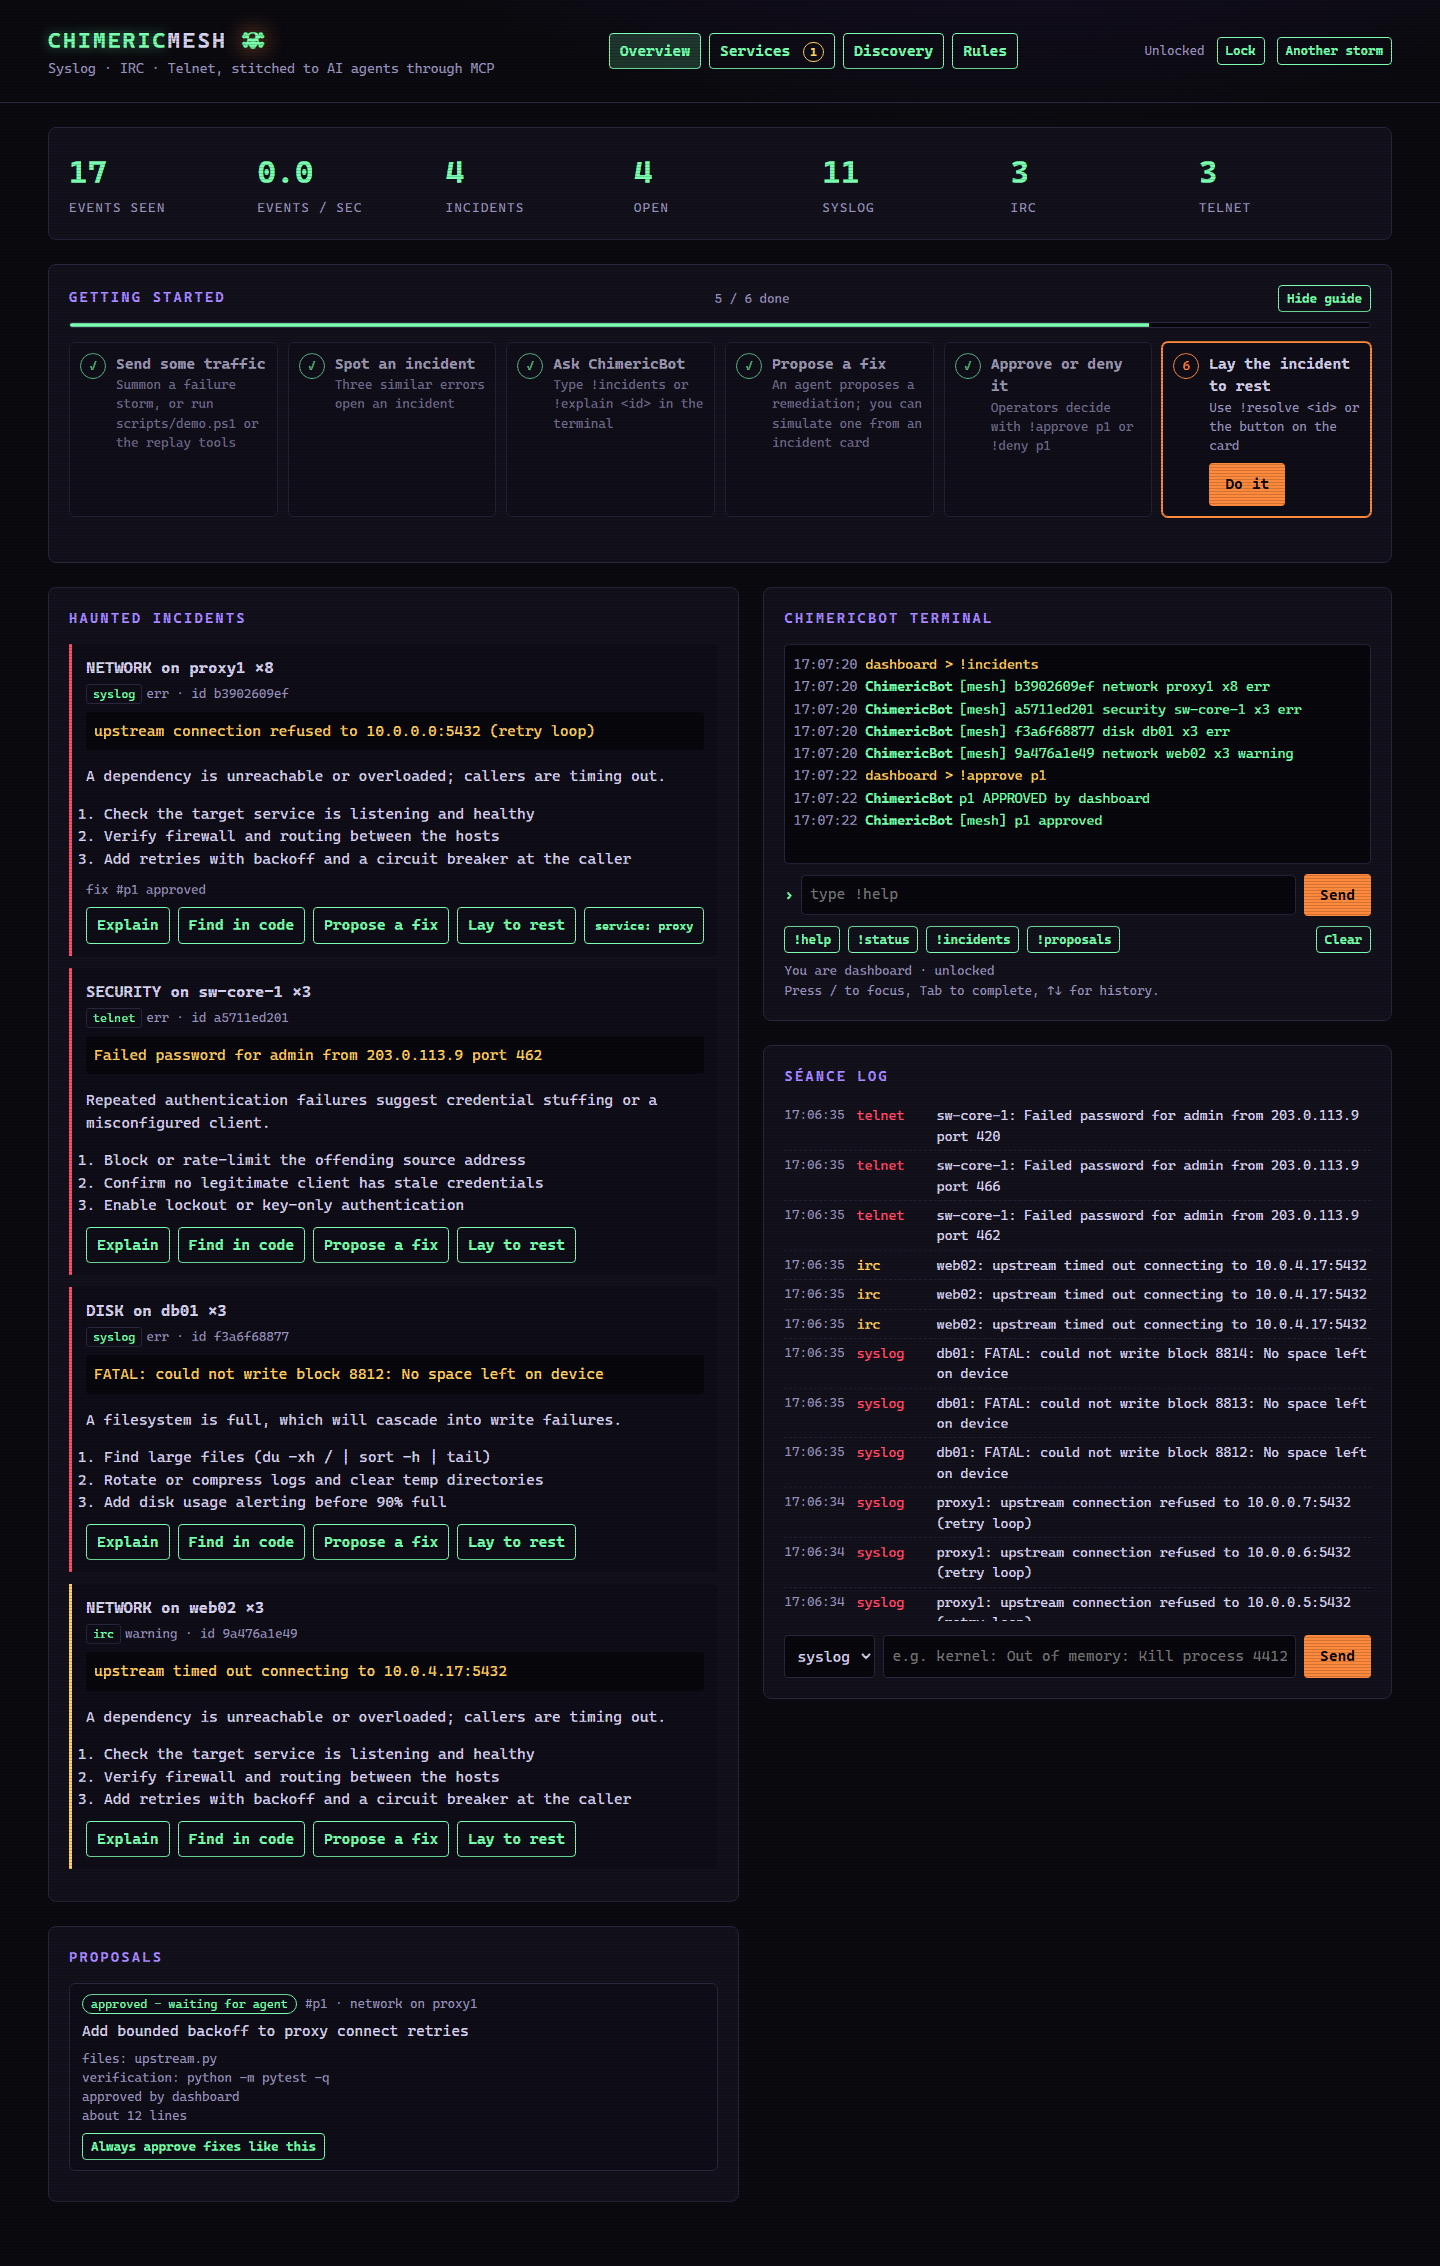 CHIMERICMESH
Syslog · IRC · Telnet, stitched to AI agents through MCP
Overview
Services 1
Discovery
Rules
Unlocked
Lock
Another storm
17
EVENTS SEEN
0.0
EVENTS / SEC
4
INCIDENTS
4
OPEN
11
SYSLOG
3
IRC
3
TELNET
GETTING STARTED
5 / 6 done
Hide guide
✓ Send some traffic
Summon a failure
storm, or run
scripts/demo.ps1 or
the replay tools
✓ Spot an incident
Three similar errors
open an incident
✓ Ask ChimericBot
Type !incidents or
!explain <id> in the
terminal
✓ Propose a fix
An agent proposes a
remediation; you can
simulate one from an
incident card
✓ Approve or deny
it
Operators decide
with !approve p1 or
!deny p1
6 Lay the incident
to rest
Use !resolve <id> or
the button on the
card
Do it
HAUNTED INCIDENTS
NETWORK on proxy1 ×8
syslog err · id b3902609ef
upstream connection refused to 10.0.0.0:5432 (retry loop)
A dependency is unreachable or overloaded; callers are timing out.
1. Check the target service is listening and healthy
2. Verify firewall and routing between the hosts
3. Add retries with backoff and a circuit breaker at the caller
fix #p1 approved
Explain
Find in code
Propose a fix
Lay to rest
service: proxy
SECURITY on sw-core-1 ×3
telnet err · id a5711ed201
Failed password for admin from 203.0.113.9 port 462
Repeated authentication failures suggest credential stuffing or a
misconfigured client.
1. Block or rate-limit the offending source address
2. Confirm no legitimate client has stale credentials
3. Enable lockout or key-only authentication
Explain
Find in code
Propose a fix
Lay to rest
DISK on db01 ×3
syslog err · id f3a6f68877
FATAL: could not write block 8812: No space left on device
A filesystem is full, which will cascade into write failures.
1. Find large files (du -xh / | sort -h | tail)
2. Rotate or compress logs and clear temp directories
3. Add disk usage alerting before 90% full
Explain
Find in code
Propose a fix
Lay to rest
NETWORK on web02 ×3
irc warning · id 9a476a1e49
upstream timed out connecting to 10.0.4.17:5432
A dependency is unreachable or overloaded; callers are timing out.
1. Check the target service is listening and healthy
2. Verify firewall and routing between the hosts
3. Add retries with backoff and a circuit breaker at the caller
Explain
Find in code
Propose a fix
Lay to rest
PROPOSALS
approved – waiting for agent #p1 · network on proxy1
Add bounded backoff to proxy connect retries
files: upstream.py
verification: python -m pytest -q
approved by dashboard
about 12 lines
Always approve fixes like this
CHIMERICBOT TERMINAL
17:07:20 dashboard > !incidents
17:07:20 ChimericBot [mesh] b3902609ef network proxy1 x8 err
17:07:20 ChimericBot [mesh] a5711ed201 security sw-core-1 x3 err
17:07:20 ChimericBot [mesh] f3a6f68877 disk db01 x3 err
17:07:20 ChimericBot [mesh] 9a476a1e49 network web02 x3 warning
17:07:22 dashboard > !approve p1
17:07:22 ChimericBot p1 APPROVED by dashboard
17:07:22 ChimericBot [mesh] p1 approved
› type !help
Send
!help
!status
!incidents
!proposals
Clear
You are dashboard · unlocked
Press / to focus, Tab to complete, ↑↓ for history.
SÉANCE LOG
17:06:35 telnet sw-core-1: Failed password for admin from 203.0.113.9
port 420
17:06:35 telnet sw-core-1: Failed password for admin from 203.0.113.9
port 466
17:06:35 telnet sw-core-1: Failed password for admin from 203.0.113.9
port 462
17:06:35 irc web02: upstream timed out connecting to 10.0.4.17:5432
17:06:35 irc web02: upstream timed out connecting to 10.0.4.17:5432
17:06:35 irc web02: upstream timed out connecting to 10.0.4.17:5432
17:06:35 syslog db01: FATAL: could not write block 8814: No space left
on device
17:06:35 syslog db01: FATAL: could not write block 8813: No space left
on device
17:06:35 syslog db01: FATAL: could not write block 8812: No space left
on device
17:06:34 syslog proxy1: upstream connection refused to 10.0.0.7:5432
(retry loop)
17:06:34 syslog proxy1: upstream connection refused to 10.0.0.6:5432
(retry loop)
17:06:34 syslog proxy1: upstream connection refused to 10.0.0.5:5432
(retry loop)
syslog
e.g. kernel: Out of memory: Kill process 4412
Send